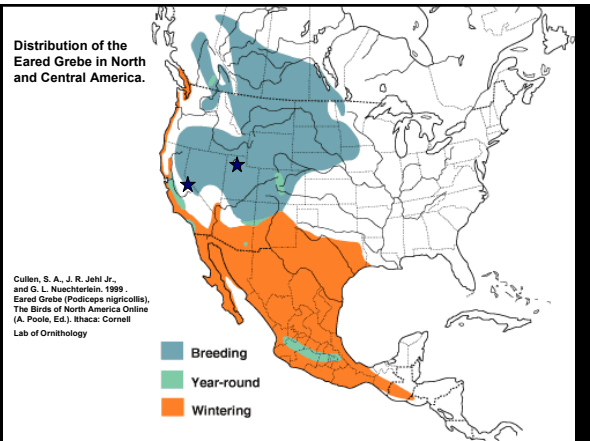 Distribution of the
Eared Grebe in North
and Central America.
Cullen, S. A., J. R. Jehl Jr.,
and G. L. Nuechterlein. 1999 .
Eared Grebe (Podiceps nigricollis),
The Birds of North America Online
(A. Poole, Ed.). Ithaca: Cornell
Lab of Ornithology
Breeding
Year-round
Wintering